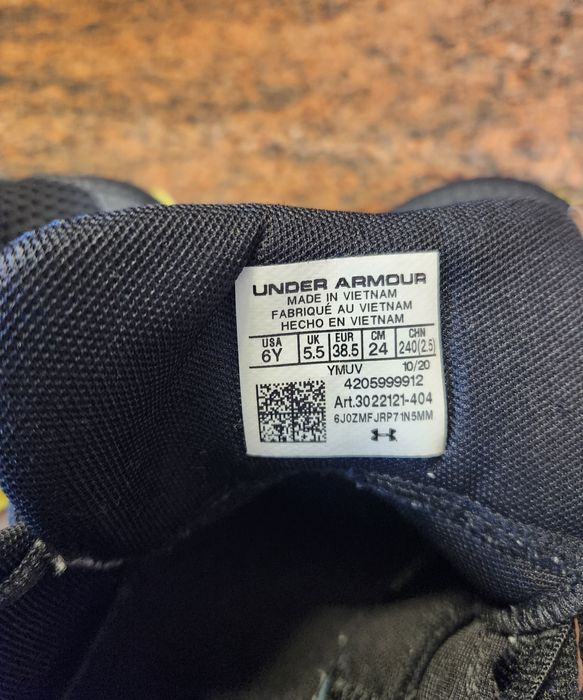 UNDER ARMOUR
MADE IN VIETNAM
FABRIQUÉ AU VIETNAM
HECHO EN VIETNAM
USA UK EUR CM CHN
6Y 5.5 38.5 24 240(2.5)
YMUV 10/20
4205999912
Art.3022121-404
6J0ZMFJRP71N5MM